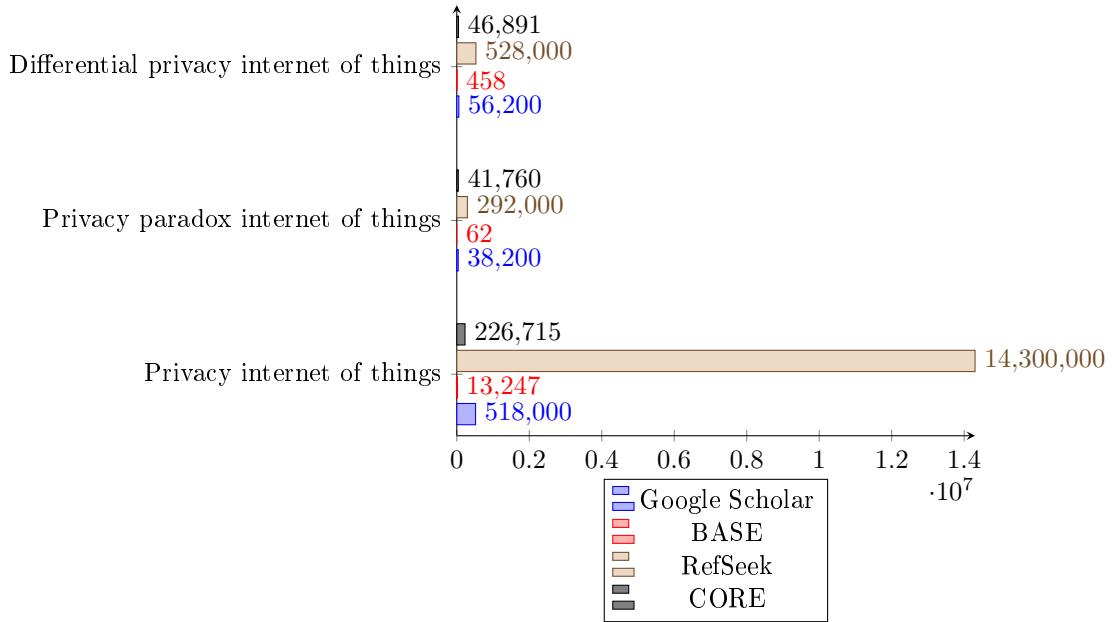 46,891
528,000
Differential privacy internet of things
458
56,200
41,760
292,000
Privacy paradox internet of things
62
38,200
226,715
14,300,000
Privacy internet of things
13,247
518,000
0 0.2 0.4 0.6 0.8 1 1.2 1.4
·10⁷
Google Scholar
BASE
RefSeek
CORE